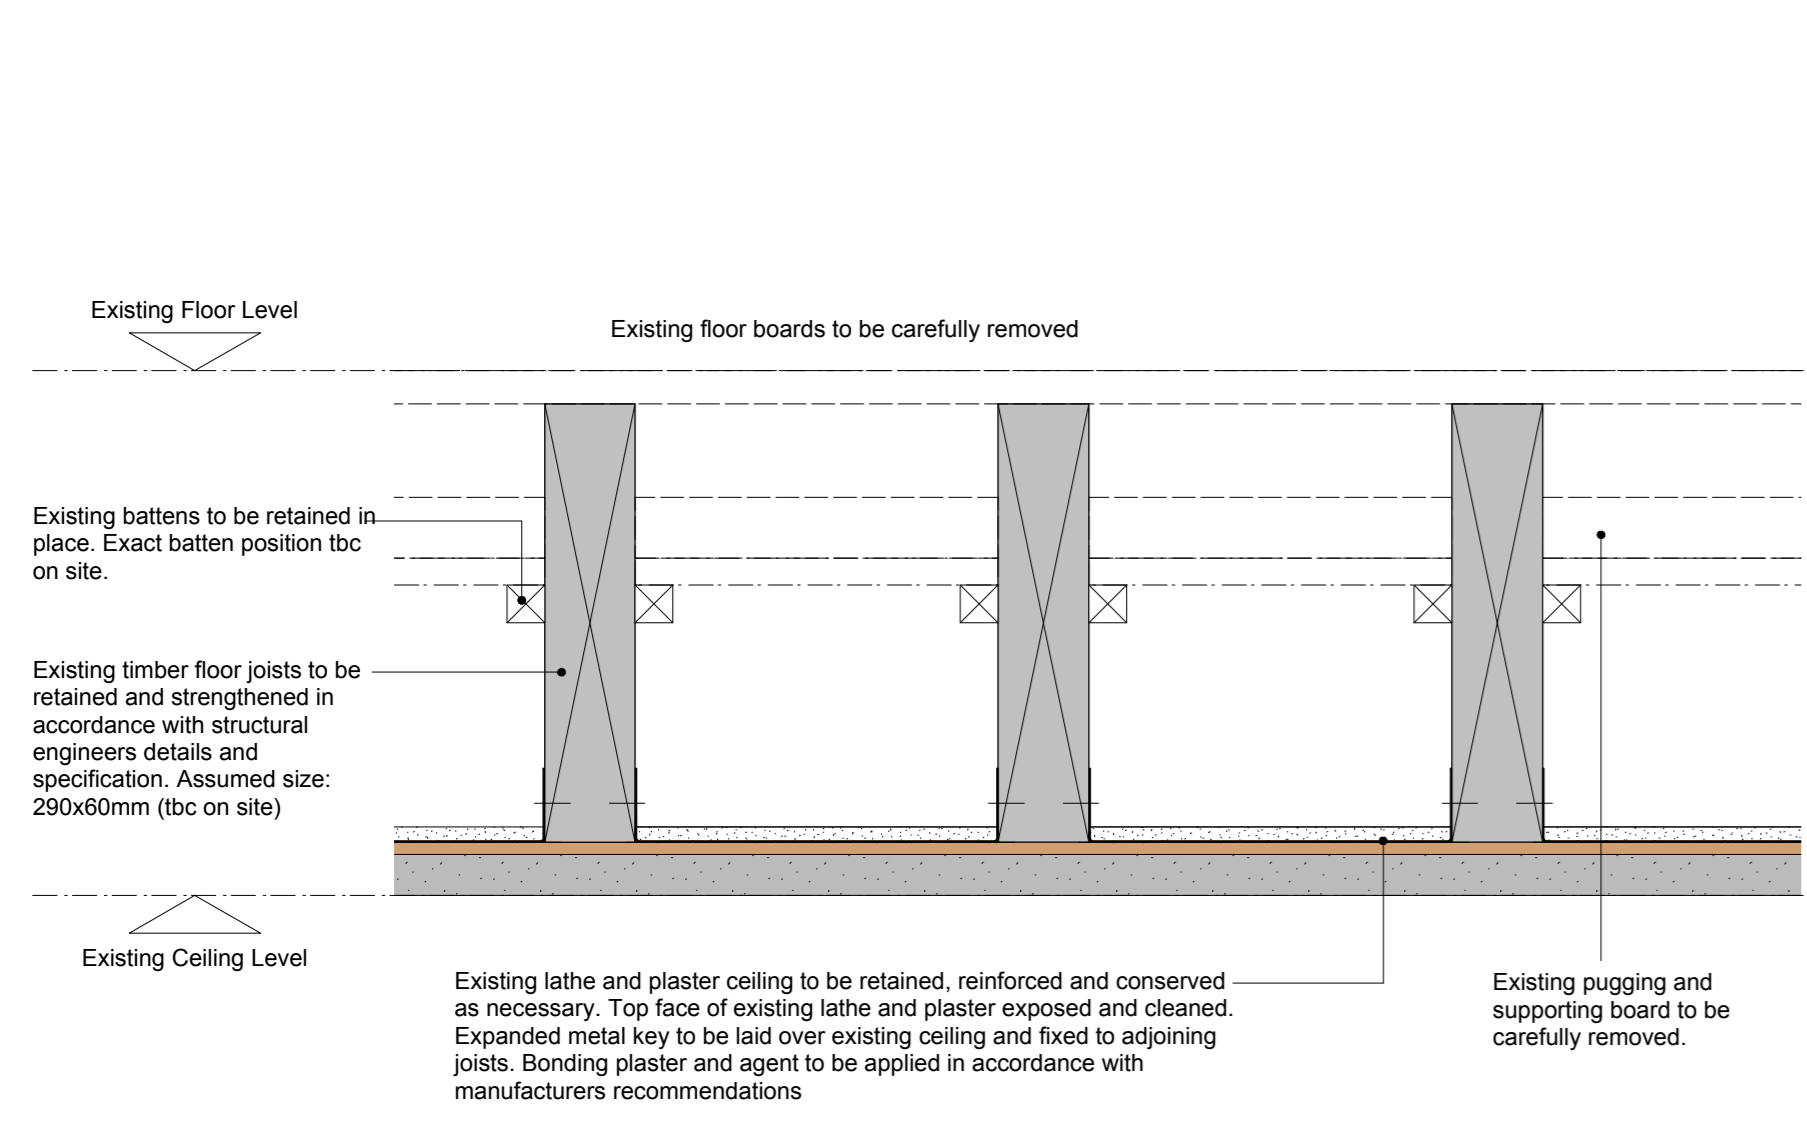 Existing Floor Level
Existing floor boards to be carefully removed
Existing battens to be retained in
place. Exact batten position tbc
on site.
Existing timber floor joists to be
retained and strengthened in
accordance with structural
engineers details and
specification. Assumed size:
290x60mm (tbc on site)
Existing Ceiling Level
Existing lathe and plaster ceiling to be retained, reinforced and conserved
as necessary. Top face of existing lathe and plaster exposed and cleaned.
Expanded metal key to be laid over existing ceiling and fixed to adjoining
joists. Bonding plaster and agent to be applied in accordance with
manufacturers recommendations
Existing pugging and
supporting board to be
carefully removed.